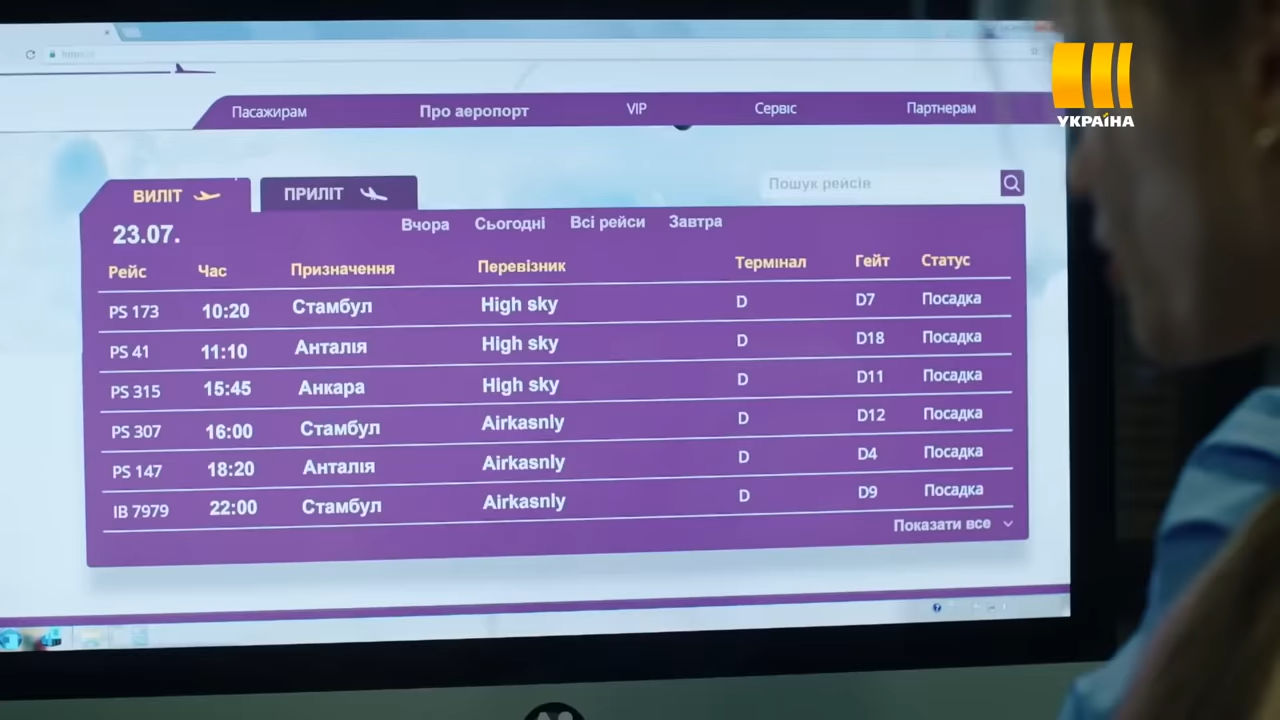 https://
УКРАЇНА
Пасажирам Про аеропорт VIP Сервіс Партнерам
ВИЛІТ ПРИЛІТ Пошук рейсів
23.07. Вчора Сьогодні Всі рейси Завтра
Рейс Час Призначення Перевізник Термінал Гейт Статус
PS 173 10:20 Стамбул High sky D D7 Посадка
PS 41 11:10 Анталія High sky D D18 Посадка
PS 315 15:45 Анкара High sky D D11 Посадка
PS 307 16:00 Стамбул Airkasnly D D12 Посадка
PS 147 18:20 Анталія Airkasnly D D4 Посадка
IB 7979 22:00 Стамбул Airkasnly D D9 Посадка
Показати все